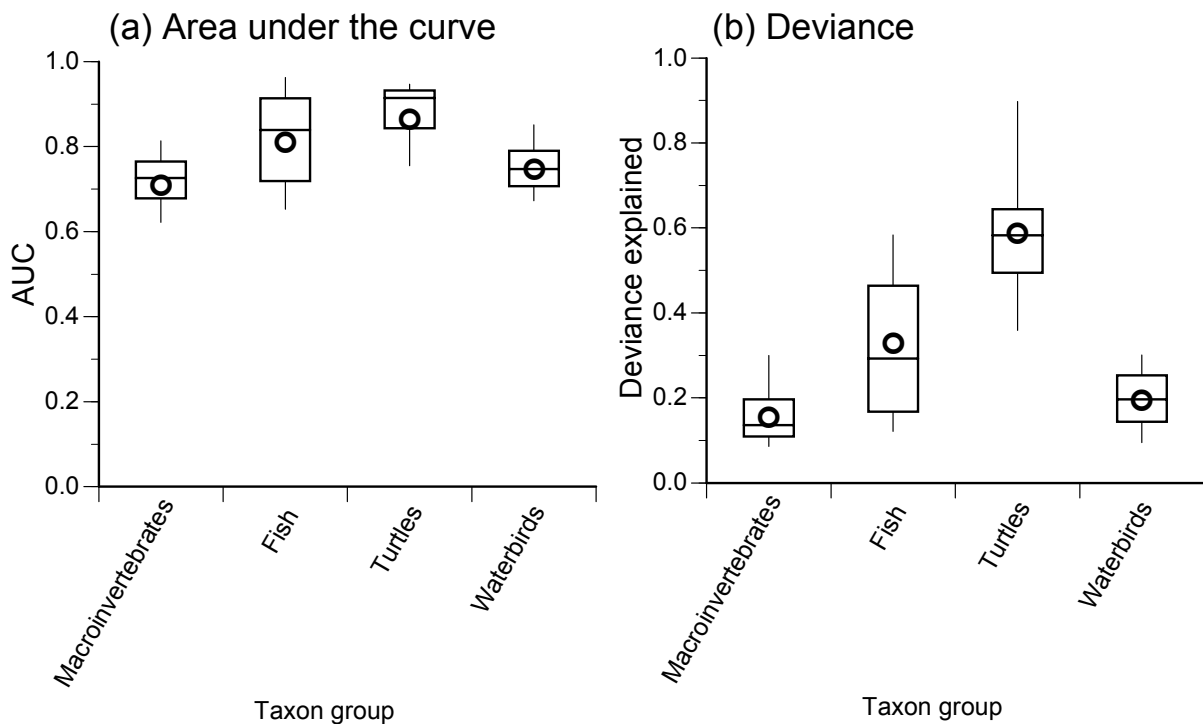 (a) Area under the curve
1.0
0.8
0.6
0.4
0.2
0.0
AUC
Macroinvertebrates
Fish
Turtles
Waterbirds
Taxon group
(b) Deviance
1.0
0.8
0.6
0.4
0.2
0.0
Deviance explained
Macroinvertebrates
Fish
Turtles
Waterbirds
Taxon group